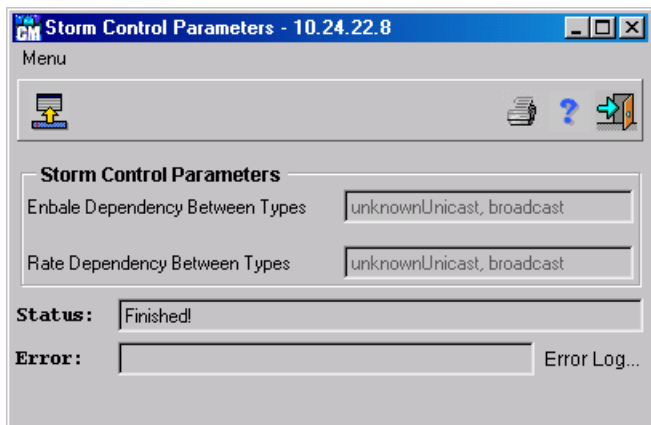 CM Storm Control Parameters - 10.24.22.8
Menu
?
Storm Control Parameters
Enbale Dependency Between Types unknownUnicast, broadcast
Rate Dependency Between Types unknownUnicast, broadcast
Status: Finished!
Error: Error Log...